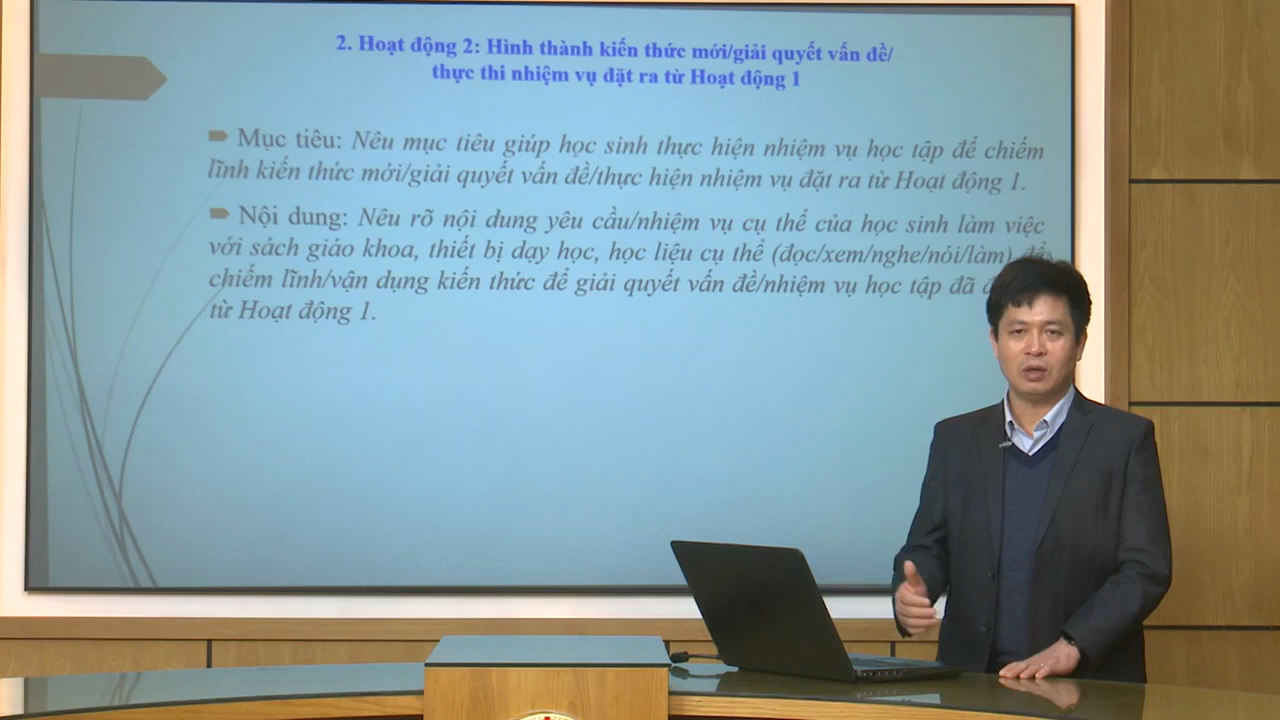 2. Hoạt động 2: Hình thành kiến thức mới/giải quyết vấn đề/
thực thi nhiệm vụ đặt ra từ Hoạt động 1
Mục tiêu: Nêu mục tiêu giúp học sinh thực hiện nhiệm vụ học tập để chiếm
lĩnh kiến thức mới/giải quyết vấn đề/thực hiện nhiệm vụ đặt ra từ Hoạt động 1.
Nội dung: Nêu rõ nội dung yêu cầu/nhiệm vụ cụ thể của học sinh làm việc
với sách giáo khoa, thiết bị dạy học, học liệu cụ thể (đọc/xem/nghe/nói/làm) để
chiếm lĩnh/vận dụng kiến thức để giải quyết vấn đề/nhiệm vụ học tập đã
từ Hoạt động 1.